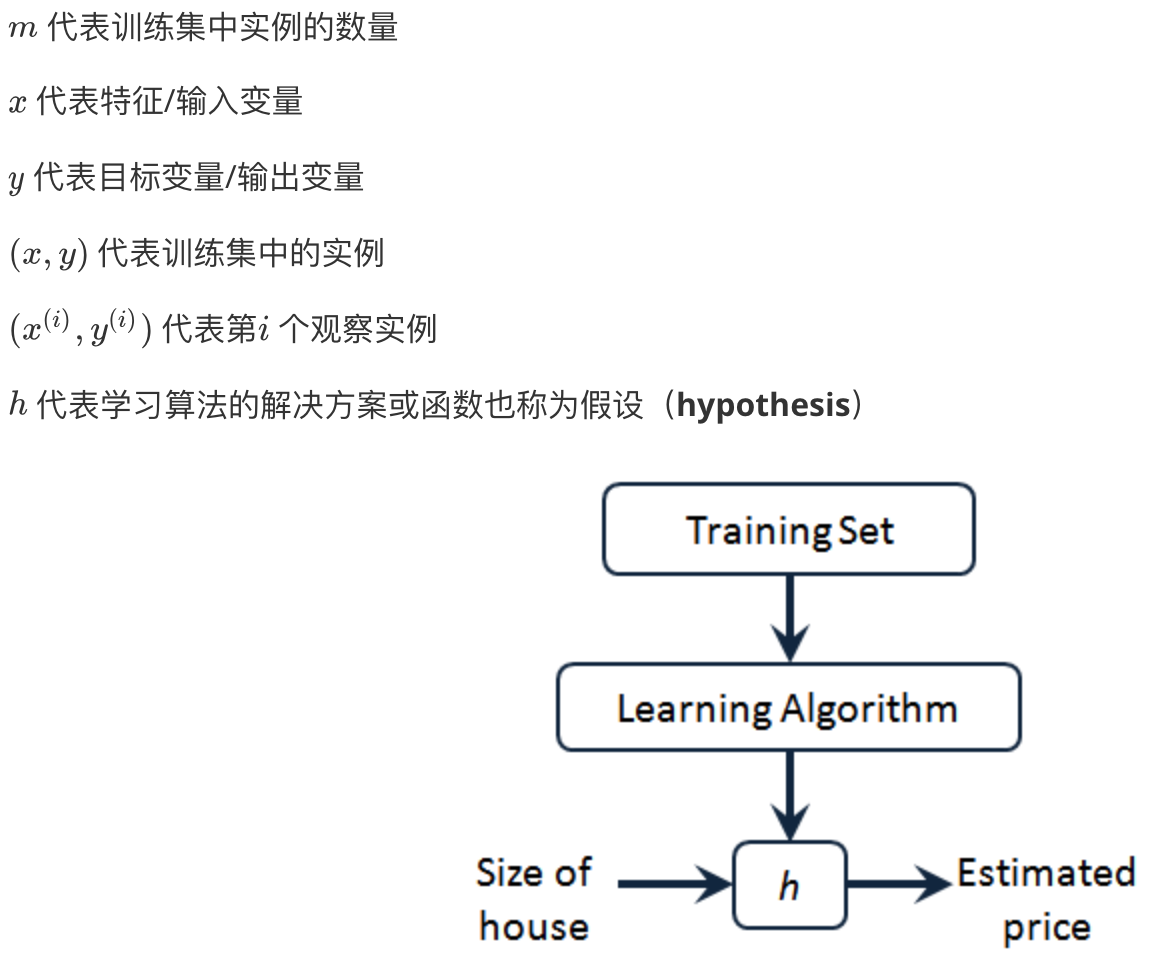 m 代表训练集中实例的数量
x 代表特征/输入变量
y 代表目标变量/输出变量
(x, y) 代表训练集中的实例
(x^{(i)}, y^{(i)}) 代表第i 个观察实例
h 代表学习算法的解决方案或函数也称为假设（hypothesis）
Training Set
Learning Algorithm
Size of
house
h
Estimated
price